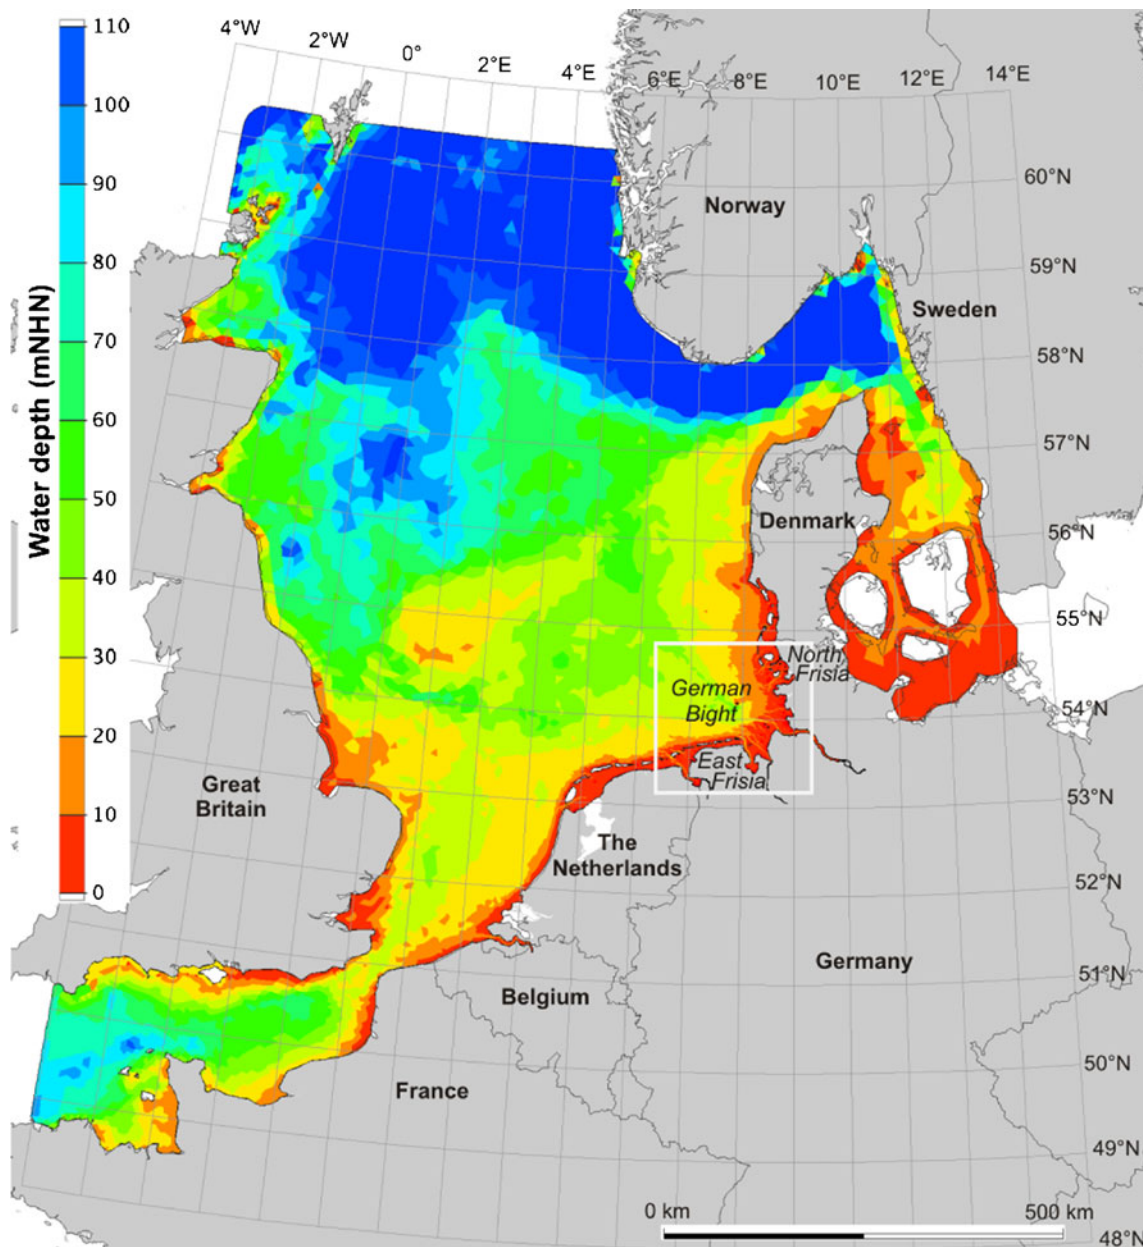 110
100
90
80
70
60
50
40
30
20
10
0
Water depth (mNHN)
4°W
2°W
0°
2°E
4°E
6°E
8°E
10°E
12°E
14°E
60°N
59°N
58°N
57°N
56°N
55°N
54°N
53°N
52°N
51°N
50°N
49°N
48°N
Norway
Sweden
Denmark
North
Frisia
German
Bight
East
Frisia
Great
Britain
The
Netherlands
Germany
Belgium
France
0 km
500 km